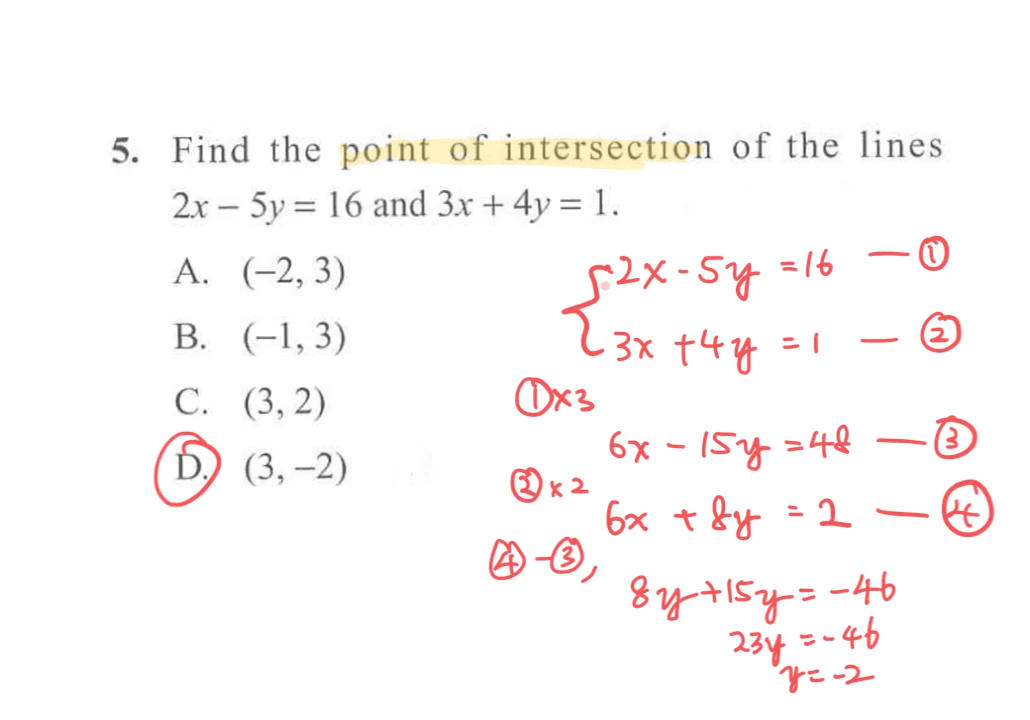 5. Find the point of intersection of the lines
2x – 5y = 16 and 3x + 4y = 1.
A. (–2, 3)
B. (–1, 3)
C. (3, 2)
D. (3, –2)
2x - 5y = 16 — ①
3x + 4y = 1 — ②
①×3
6x - 15y = 48 — ③
②×2
6x + 8y = 2 — ④
④-③,
8y+15y = -46
23y = -46
y = -2